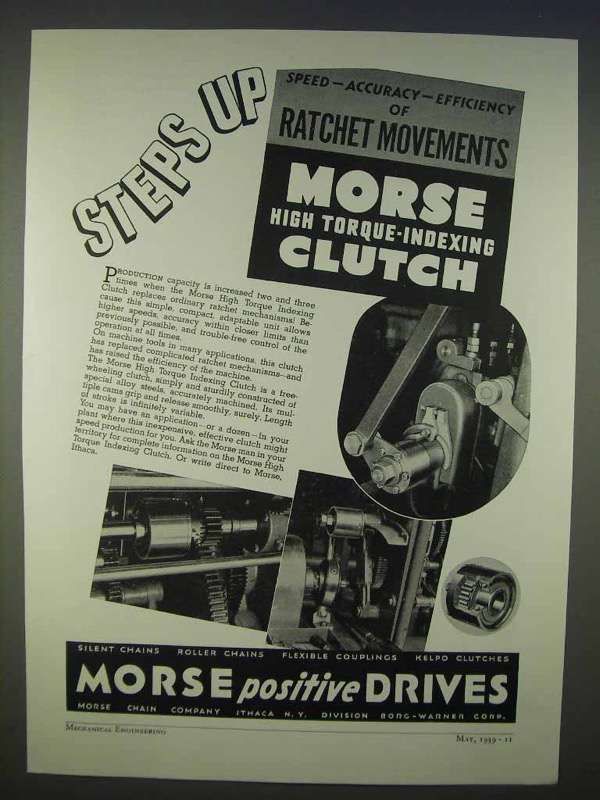 STEPS UP
SPEED—ACCURACY—EFFICIENCY
OF
RATCHET MOVEMENTS
MORSE
HIGH TORQUE-INDEXING
CLUTCH
PRODUCTION capacity is increased two and three
times when the Morse High Torque Indexing
Clutch replaces ordinary ratchet mechanisms! Be-
cause this simple, compact, adaptable unit allows
higher speeds, accuracy within closer limits than
previously possible, and trouble-free control of the
operation at all times.
On machine tools in many applications, this clutch
has replaced complicated ratchet mechanisms—and
has raised the efficiency of the machine.
The Morse High Torque Indexing Clutch is a free-
wheeling clutch, simply and sturdily constructed of
special alloy steels, accurately machined. Its mul-
tiple cams grip and release smoothly, surely. Length
of stroke is infinitely variable.
You may have an application—or a dozen—in your
plant where this inexpensive, effective clutch might
speed production for you. Ask the Morse man in your
territory for complete information on the Morse High
Torque Indexing Clutch. Or write direct to Morse,
Ithaca.
SILENT CHAINS ROLLER CHAINS FLEXIBLE COUPLINGS KELPO CLUTCHES
MORSE positive DRIVES
MORSE CHAIN COMPANY ITHACA N.Y. DIVISION BORG-WARNER CORP.
MECHANICAL ENGINEERING
MAY, 1939 - 11